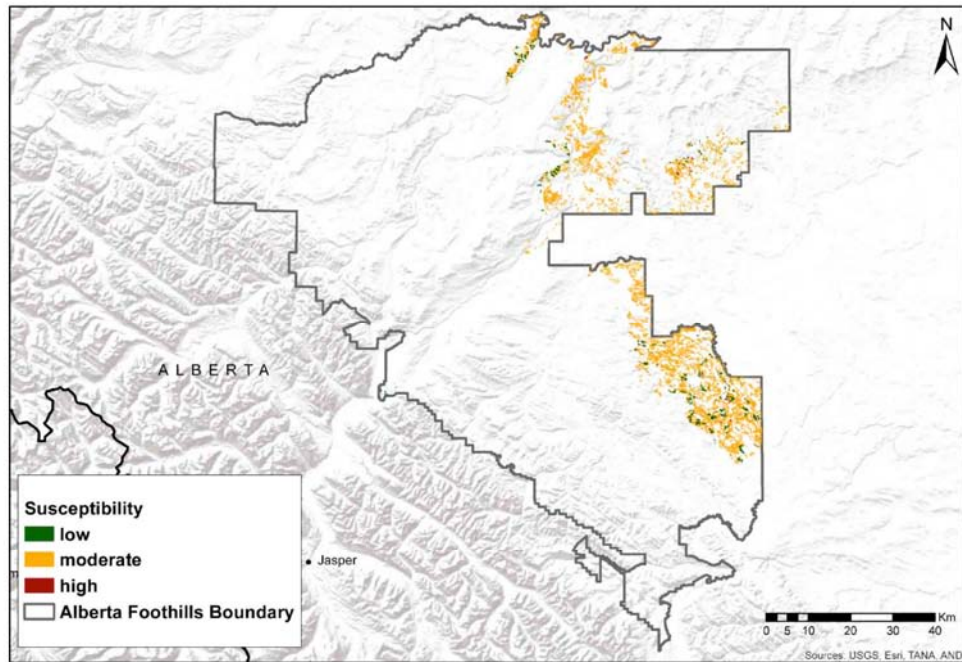 N
ALBERTA
Susceptibility
low
moderate
high
Alberta Foothills Boundary
Jasper
Km
0 5 10 20 30 40
Sources: USGS, Esri, TANA, AND